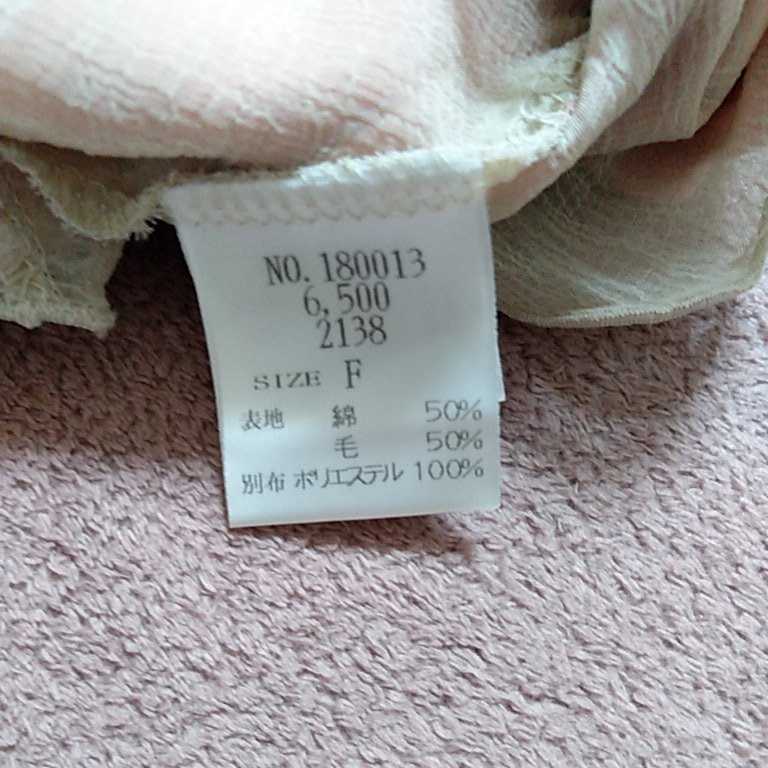 NO.180013
6,500
2138
SIZE F
表地 綿 50%
毛 50%
別布 ポリエステル 100%